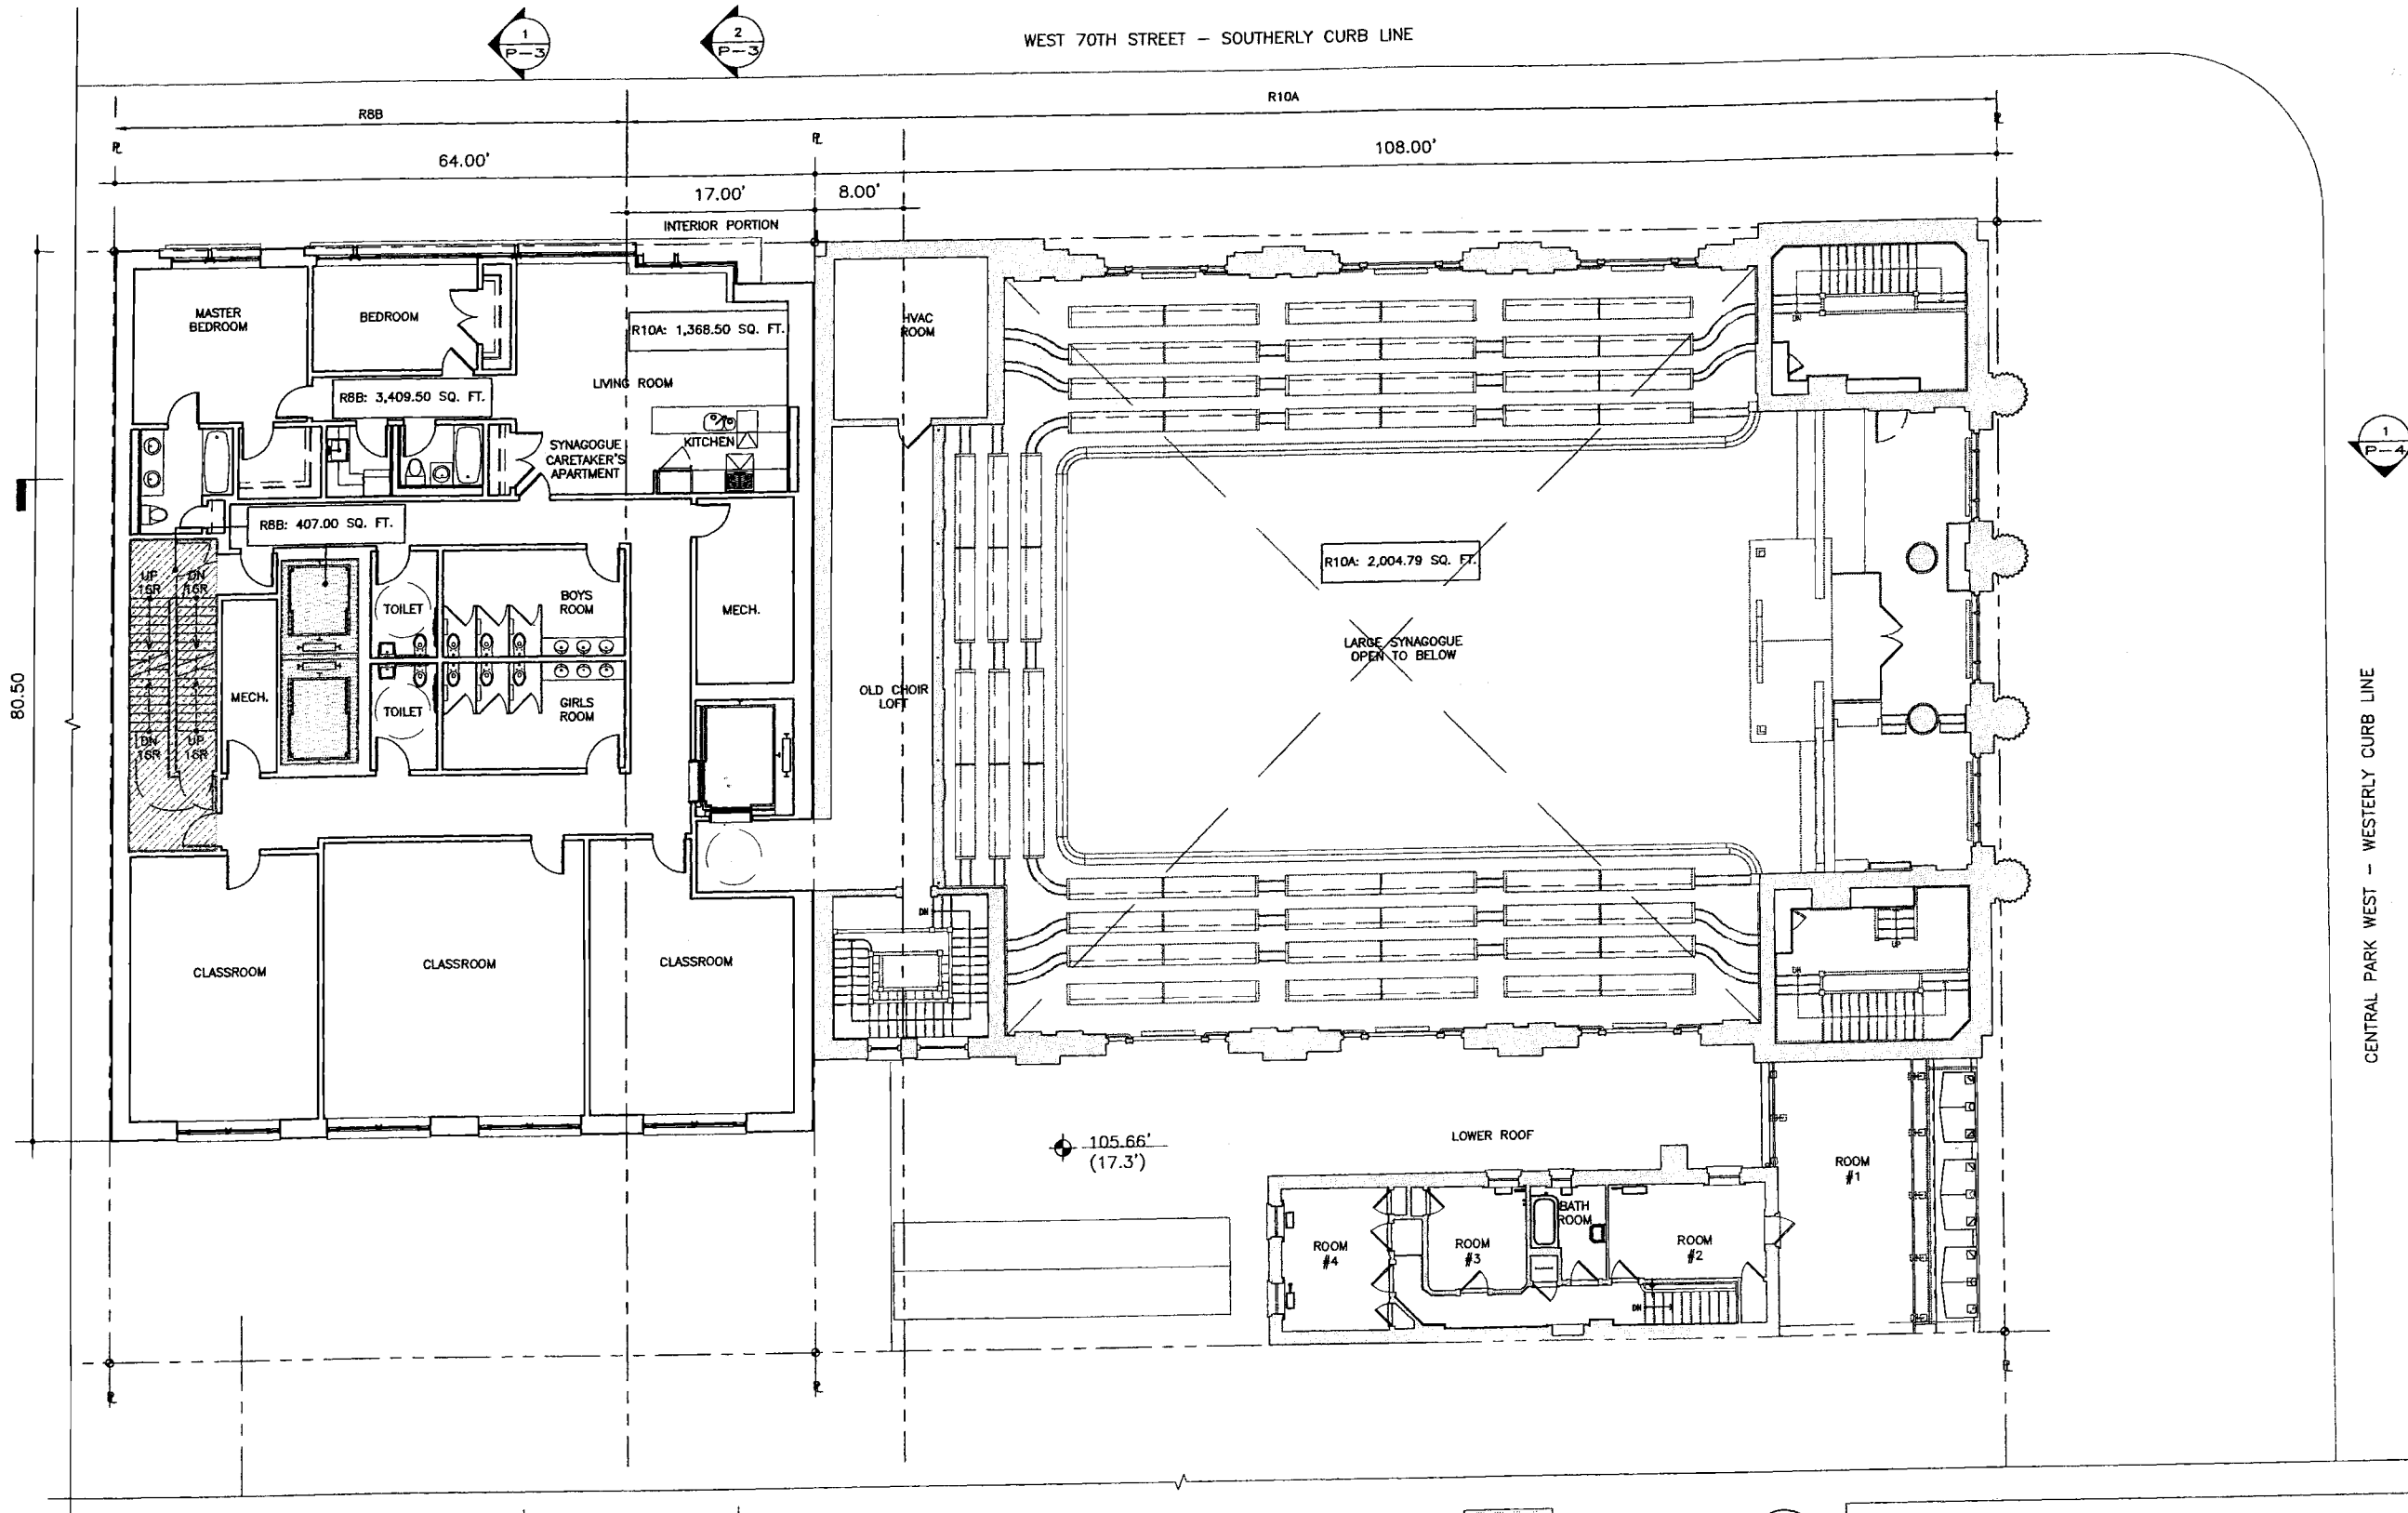 1
P-3
2
P-3
WEST 70TH STREET - SOUTHERLY CURB LINE
R8B
R10A
64.00'
108.00'
17.00'
8.00'
INTERIOR PORTION
MASTER
BEDROOM
BEDROOM
R10A: 1,368.50 SQ. FT.
HVAC
ROOM
DN
LIVING ROOM
R8B: 3,409.50 SQ. FT.
KITCHEN
SYNAGOGUE
CARETAKER'S
APARTMENT
1
P-4
R8B: 407.00 SQ. FT.
R10A: 2,004.79 SQ. FT.
UP
16R
DN
16R
TOILET
BOYS
ROOM
MECH.
LARGE SYNAGOGUE
OPEN TO BELOW
80.50
MECH.
TOILET
GIRLS
ROOM
OLD CHOIR
LOFT
DN
16R
UP
16R
CENTRAL PARK WEST - WESTERLY CURB LINE
DN
UP
DN
CLASSROOM
CLASSROOM
CLASSROOM
105.66'
(17.3')
LOWER ROOF
ROOM
#1
BATH
ROOM
ROOM
#4
ROOM
#3
ROOM
#2
DN